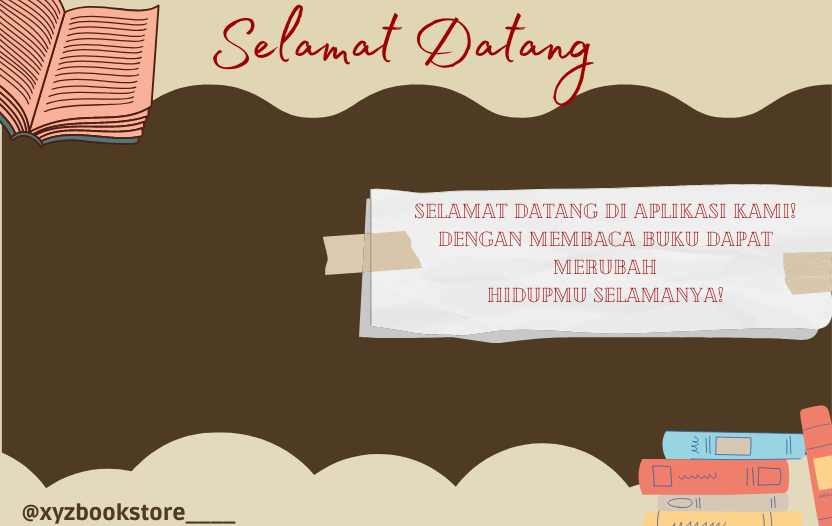 Selamat Datang
SELAMAT DATANG DI APLIKASI KAMI!
DENGAN MEMBACA BUKU DAPAT
MERUBAH
HIDUPMU SELAMANYA!
@xyzbookstore____